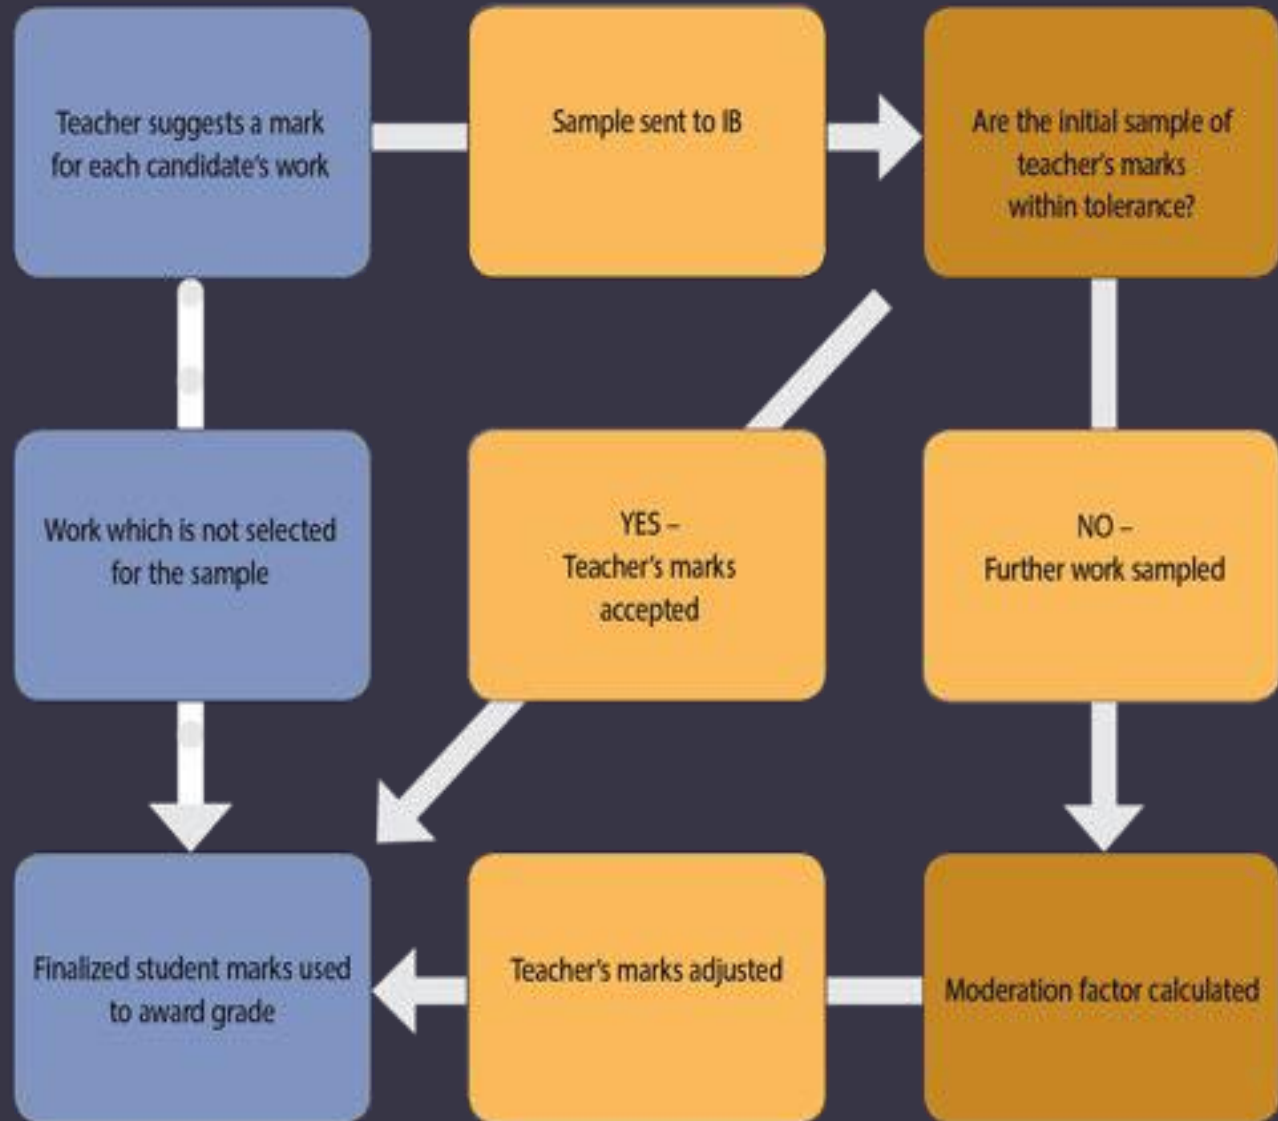 Teacher suggests a mark
for each candidate's work
Sample sent to IB
Are the initial sample of
teacher's marks
within tolerance?
Work which is not selected
for the sample
YES –
Teacher's marks
accepted
NO –
Further work sampled
Finalized student marks used
to award grade
Teacher's marks adjusted
Moderation factor calculated